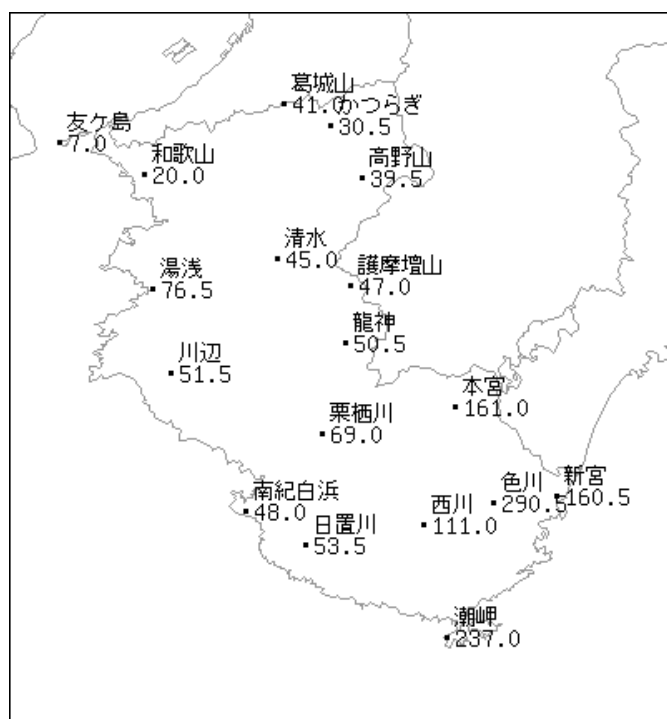 葛城山
41.0
かつらぎ
30.5
友ケ島
7.0
和歌山
20.0
高野山
39.5
清水
45.0
護摩壇山
47.0
湯浅
76.5
龍神
50.5
川辺
51.5
本宮
161.0
栗栖川
69.0
新宮
160.5
色川
290.5
南紀白浜
48.0
西川
111.0
日置川
53.5
潮岬
237.0